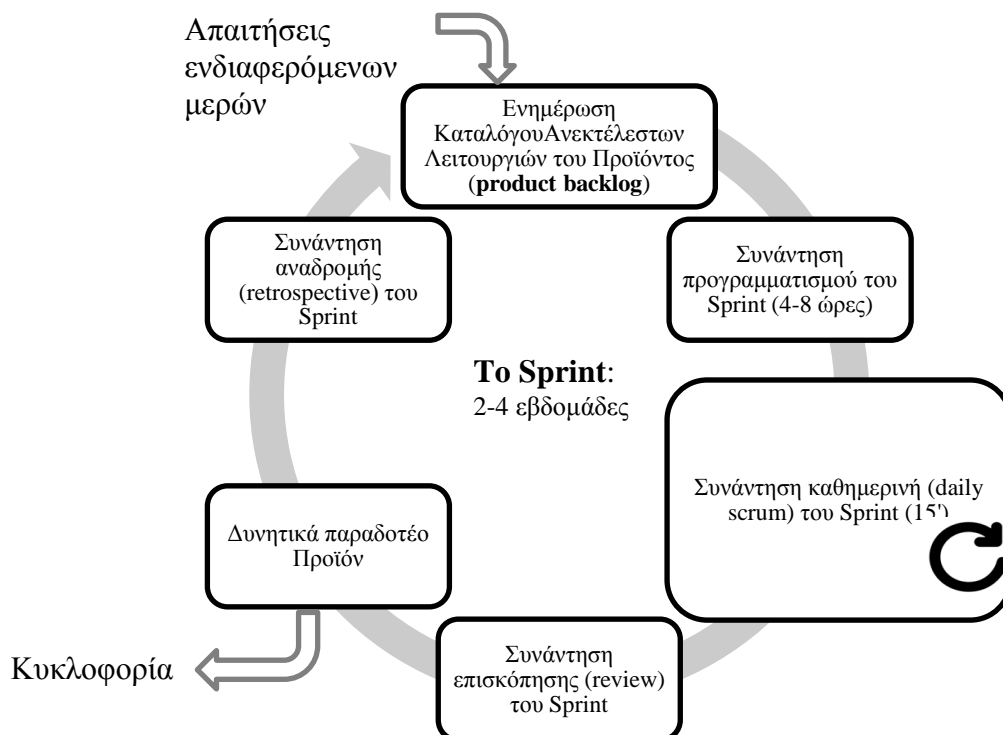 Απαιτήσεις
ενδιαφερόμενων
μερών
Ενημέρωση
ΚαταλόγουΑνεκτέλεστων
Λειτουργιών του Προϊόντος
(product backlog)
Συνάντηση
προγραμματισμού του
Sprint (4-8 ώρες)
Συνάντηση καθημερινή (daily
scrum) του Sprint (15')
Συνάντηση
επισκόπησης (review)
του Sprint
Δυνητικά παραδοτέο
Προϊόν
Κυκλοφορία
Συνάντηση
αναδρομής
(retrospective) του
Sprint
Το Sprint:
2-4 εβδομάδες